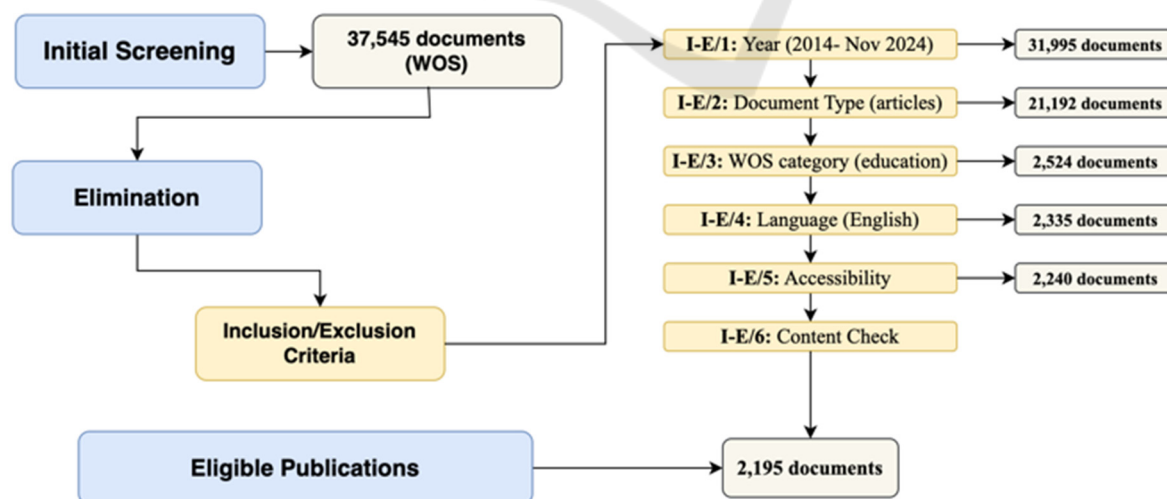 Initial Screening
37,545 documents
(WOS)
Elimination
Inclusion/Exclusion
Criteria
I-E/1: Year (2014- Nov 2024)
31,995 documents
I-E/2: Document Type (articles)
21,192 documents
I-E/3: WOS category (education)
2,524 documents
I-E/4: Language (English)
2,335 documents
I-E/5: Accessibility
2,240 documents
I-E/6: Content Check
Eligible Publications
2,195 documents